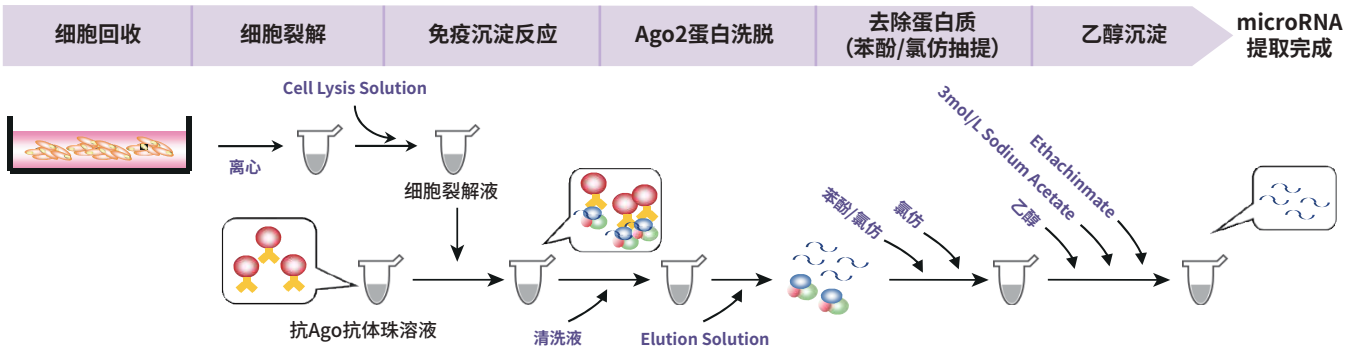 细胞回收
细胞裂解
免疫沉淀反应
Ago2蛋白洗脱
去除蛋白质
（苯酚/氯仿抽提）
乙醇沉淀
microRNA
提取完成
Cell Lysis Solution
离心
细胞裂解液
抗Ago抗体珠溶液
清洗液
Elution Solution
苯酚/氯仿
氯仿
乙醇
3mol/L Sodium Acetate
Ethachinmate